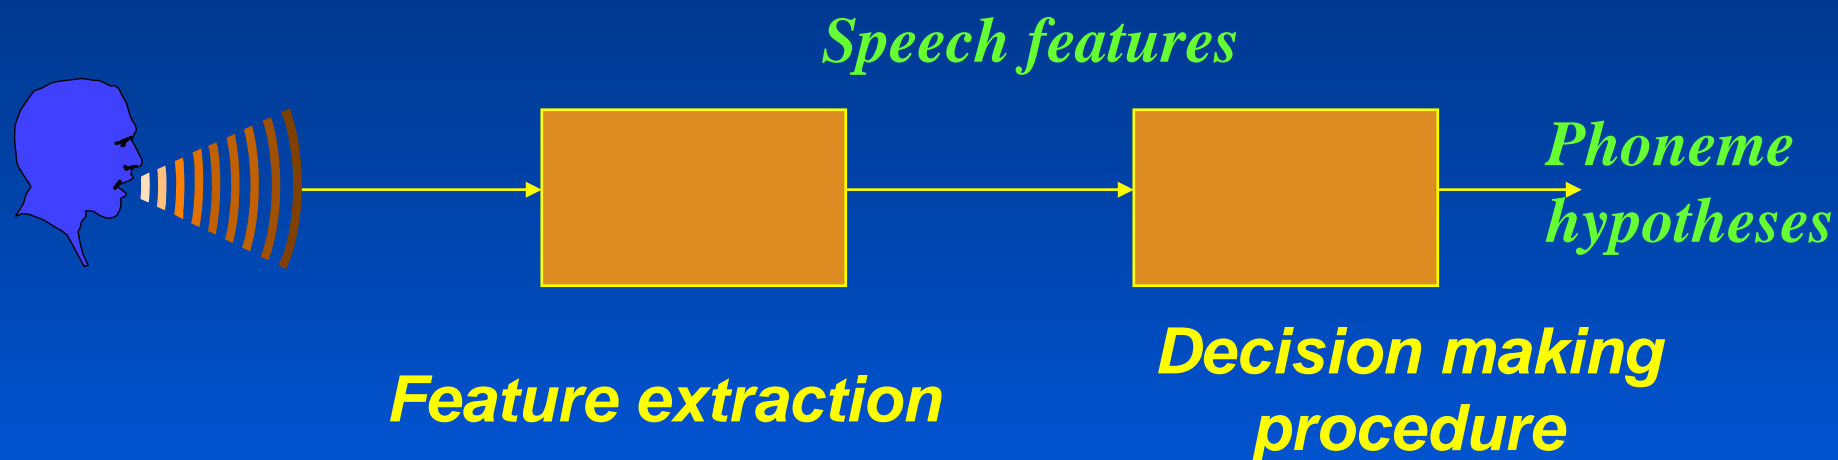 Speech features
Phoneme
hypotheses
Feature extraction
Decision making
procedure